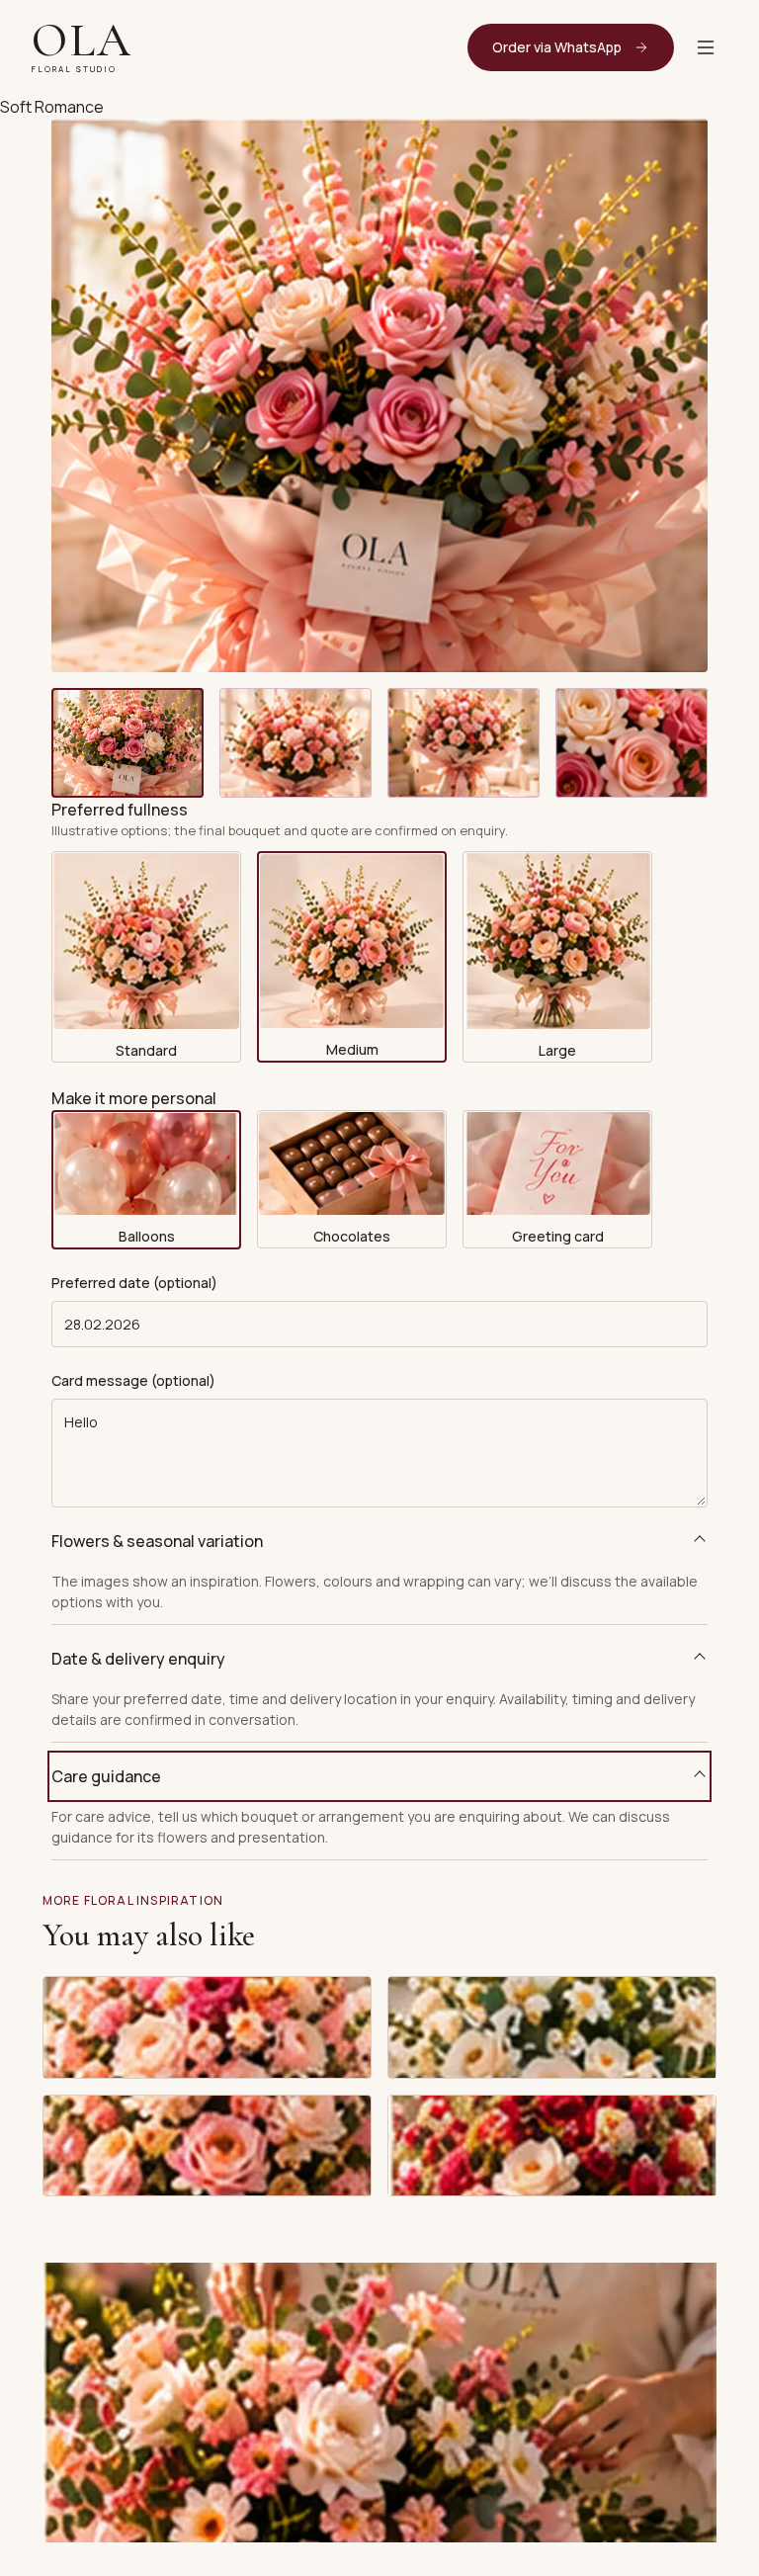 OLA
FLORAL STUDIO
Order via WhatsApp
Soft Romance
OLA
OLA
Preferred fullness
Illustrative options; the final bouquet and quote are confirmed on enquiry.
Standard
Medium
Large
Make it more personal
For
You
Balloons
Chocolates
Greeting card
Preferred date (optional)
28.02.2026
Card message (optional)
Hello
Flowers & seasonal variation
The images show an inspiration. Flowers, colours and wrapping can vary; we'll discuss the available
options with you.
Date & delivery enquiry
Share your preferred date, time and delivery location in your enquiry. Availability, timing and delivery
details are confirmed in conversation.
Care guidance
For care advice, tell us which bouquet or arrangement you are enquiring about. We can discuss
guidance for its flowers and presentation.
MORE FLORAL INSPIRATION
You may also like
OLA